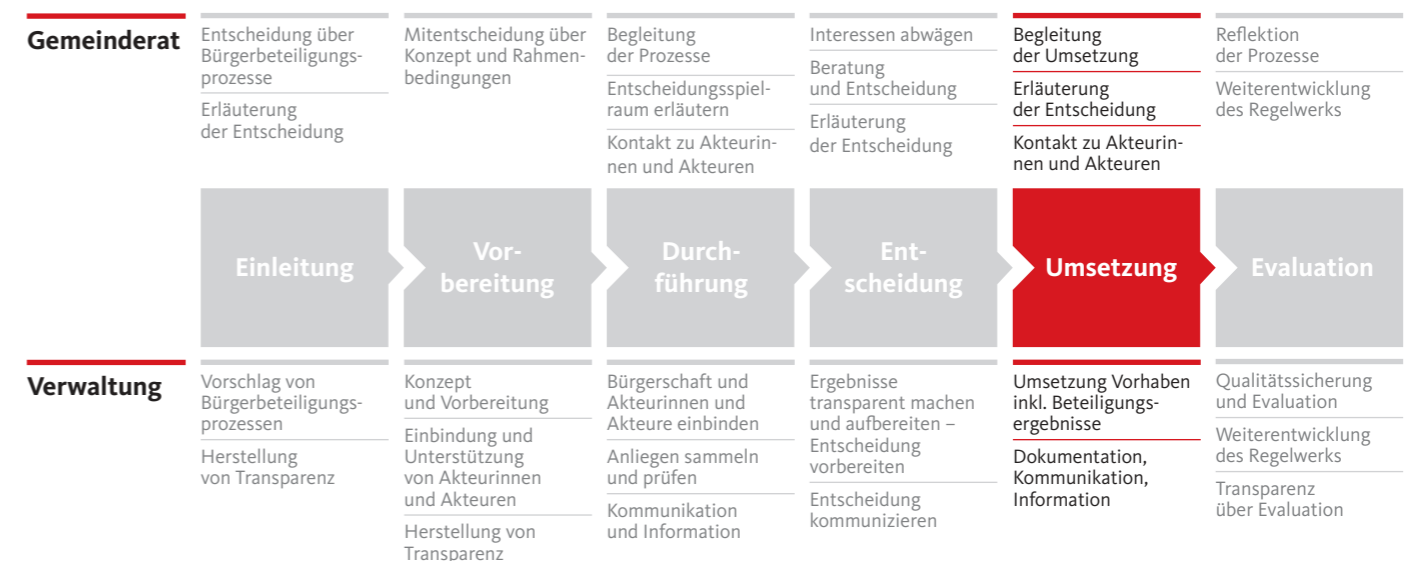 Gemeinderat
Entscheidung über
Bürgerbeteiligungs-
prozesse
Erläuterung
der Entscheidung
Mitentscheidung über
Konzept und Rahmen-
bedingungen
Begleitung
der Prozesse
Entscheidungsspiel-
raum erläutern
Kontakt zu Akteurin-
nen und Akteuren
Interessen abwägen
Beratung
und Entscheidung
Erläuterung
der Entscheidung
Begleitung
der Umsetzung
Erläuterung
der Entscheidung
Kontakt zu Akteurin-
nen und Akteuren
Reflektion
der Prozesse
Weiterentwicklung
des Regelwerks
Einleitung
Vor-
bereitung
Durch-
führung
Ent-
scheidung
Umsetzung
Evaluation
Verwaltung
Vorschlag von
Bürgerbeteiligungs-
prozessen
Herstellung
von Transparenz
Konzept
und Vorbereitung
Einbindung und
Unterstützung
von Akteurinnen
und Akteuren
Herstellung von
Transparenz
Bürgerschaft und
Akteurinnen und
Akteure einbinden
Anliegen sammeln
und prüfen
Kommunikation
und Information
Ergebnisse
transparent machen
und aufbereiten –
Entscheidung
vorbereiten
Entscheidung
kommunizieren
Umsetzung Vorhaben
inkl. Beteiligungs-
ergebnisse
Dokumentation,
Kommunikation,
Information
Qualitätssicherung
und Evaluation
Weiterentwicklung
des Regelwerks
Transparenz
über Evaluation